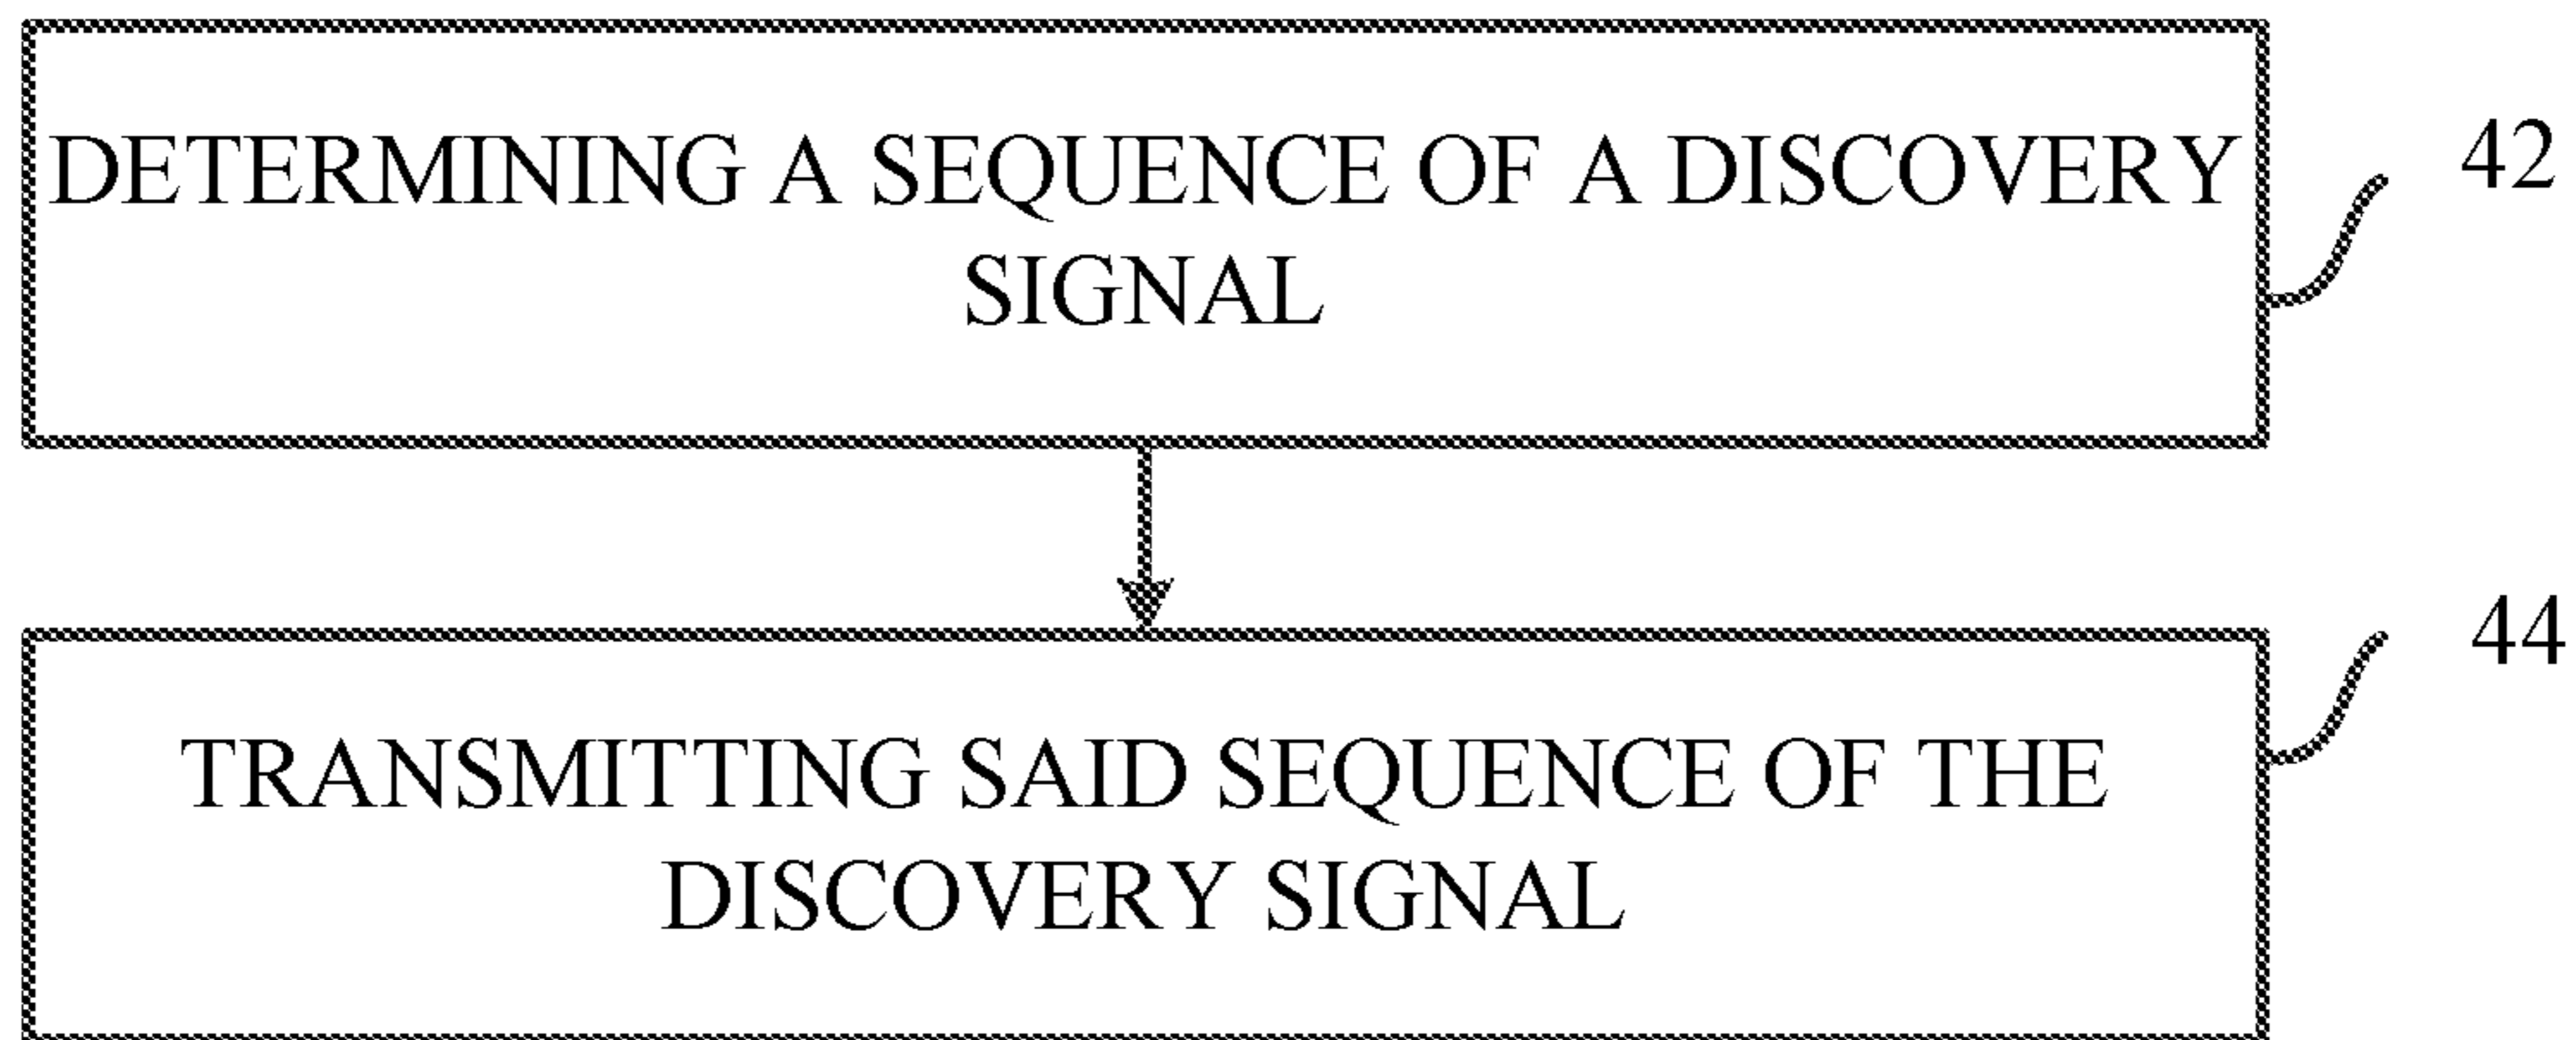 DETERMINING A SEQUENCE OF A DISCOVERY
SIGNAL
42
TRANSMITTING SAID SEQUENCE OF THE
DISCOVERY SIGNAL
44